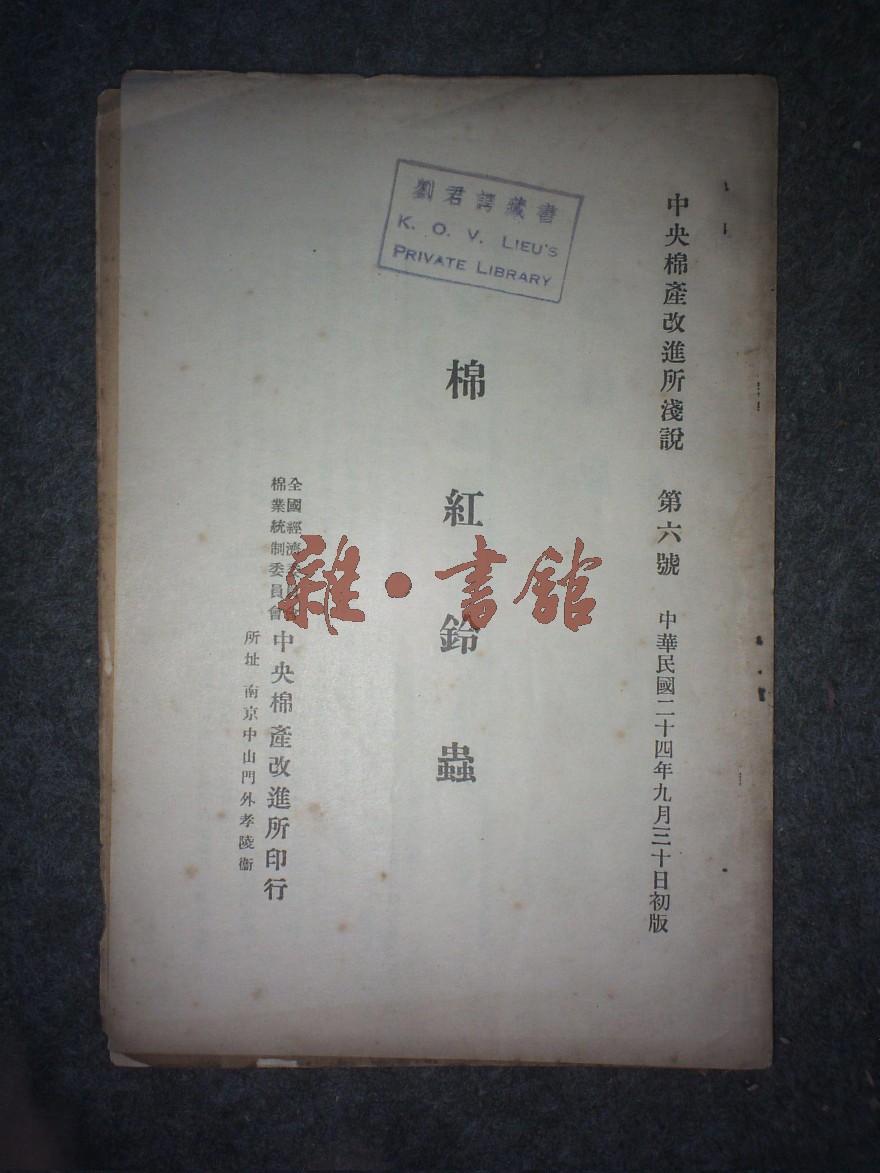 中央棉產改進所淺說 第六號 中華民國二十四年九月三十日初版
劉君諤藏書
K. O. V. LIEU'S
PRIVATE LIBRARY
棉紅鈴蟲
全國經濟委員會
棉業統制委員會
中央棉產改進所印行
所址 南京中山門外孝陵衞
雜·書館